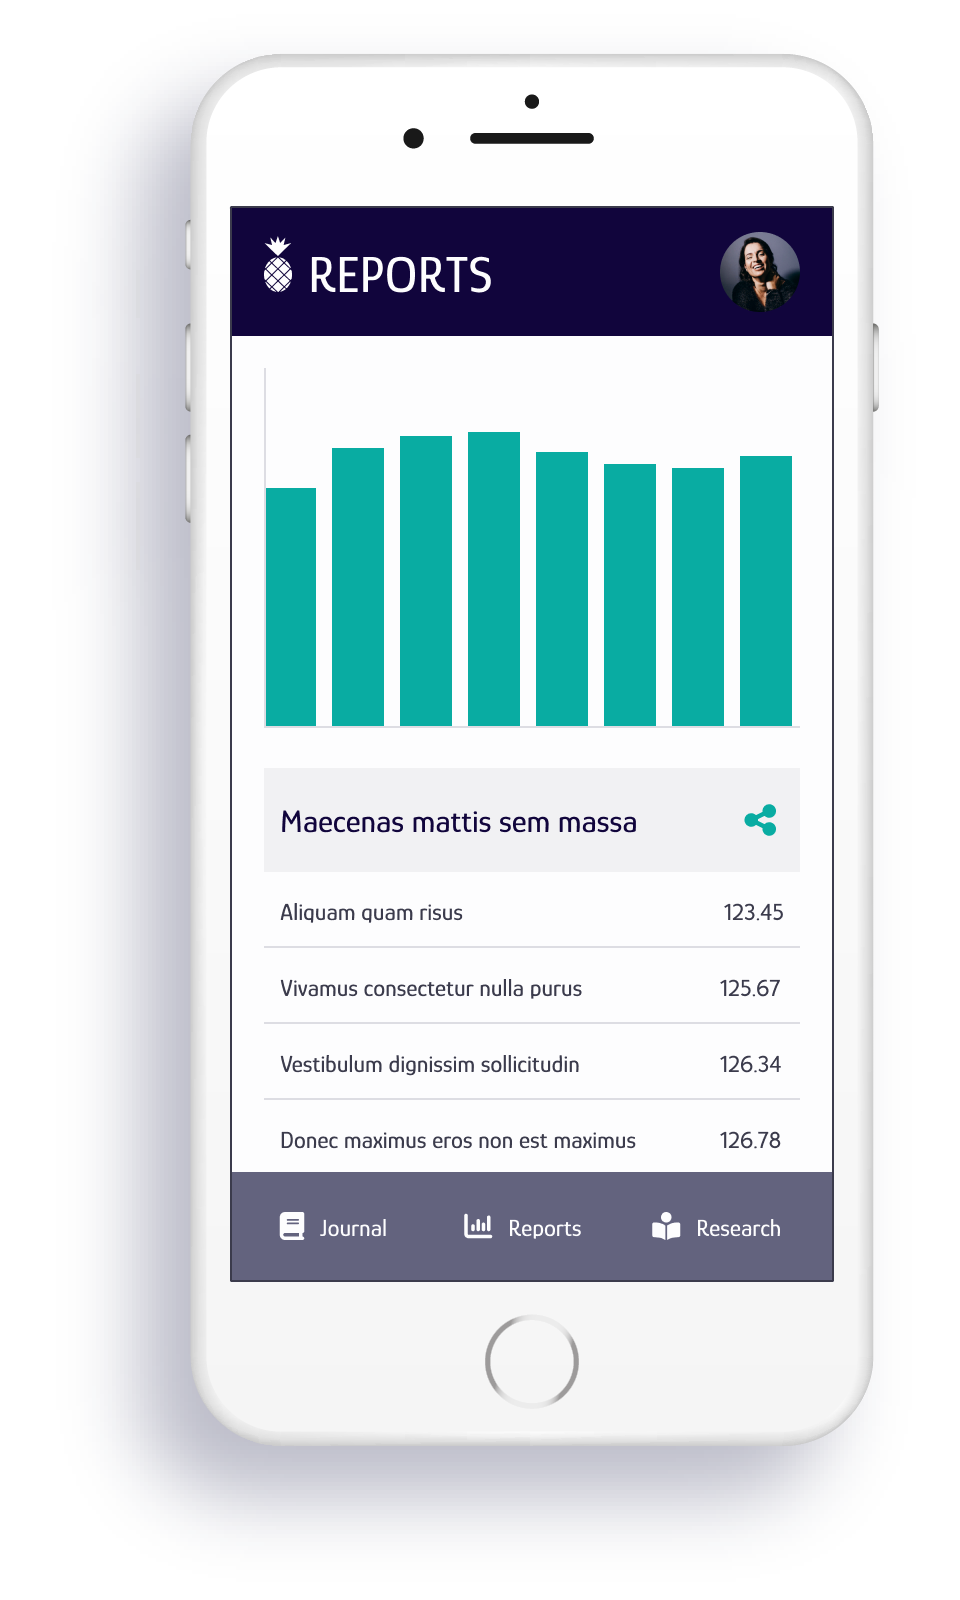 REPORTS
Maecenas mattis sem massa
Aliquam quam risus 123.45
Vivamus consectetur nulla purus 125.67
Vestibulum dignissim sollicitudin 126.34
Donec maximus eros non est maximus 126.78
Journal Reports Research